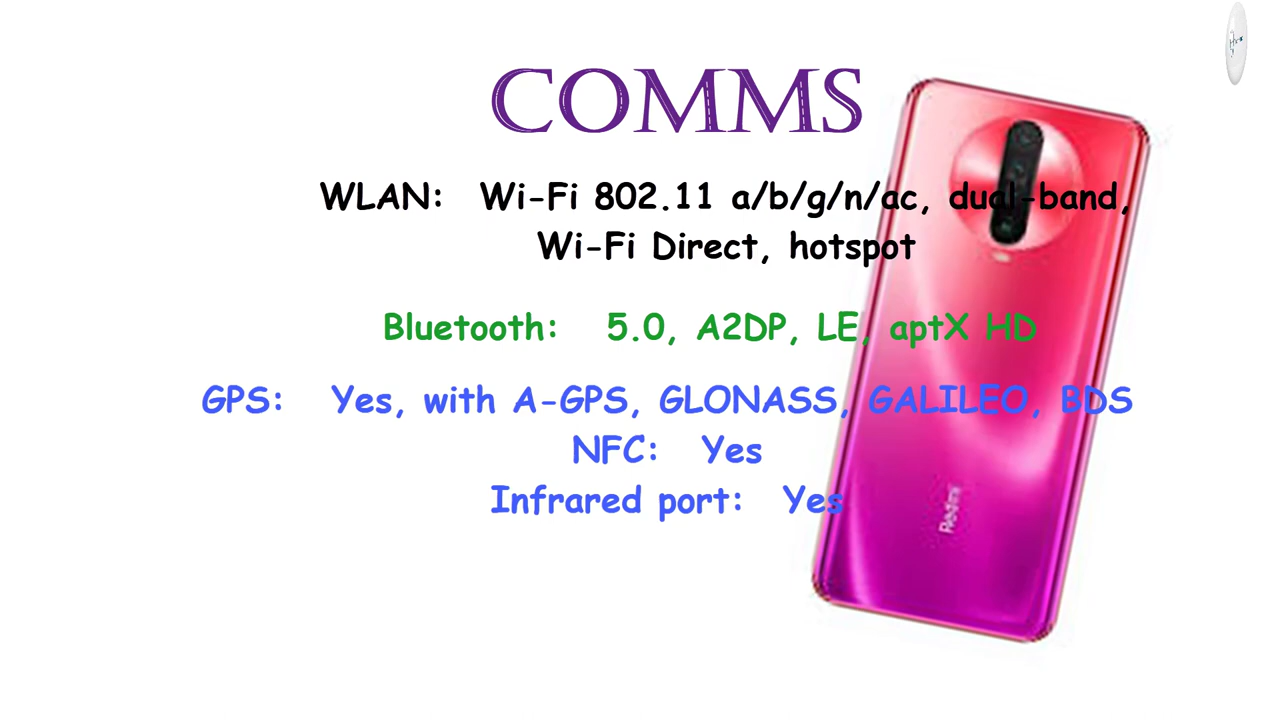 COMMS
WLAN: Wi-Fi 802.11 a/b/g/n/ac, dual-band,
Wi-Fi Direct, hotspot
Bluetooth: 5.0, A2DP, LE, aptX HD
GPS: Yes, with A-GPS, GLONASS, GALILEO, BDS
NFC: Yes
Infrared port: Yes
Redmi